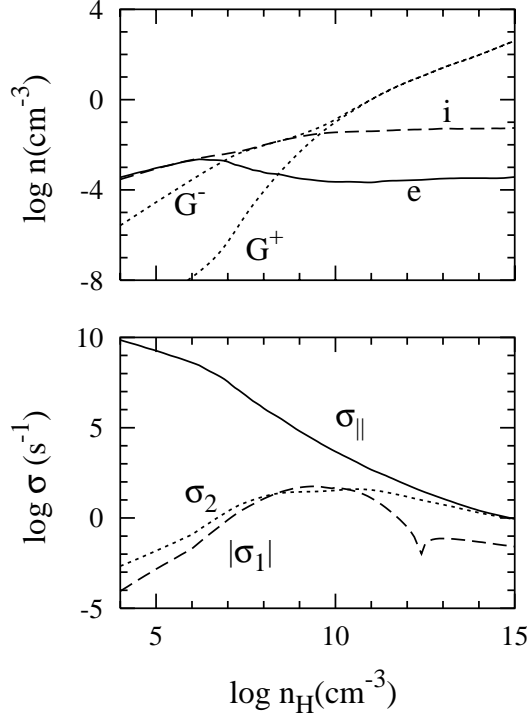 4
0
-4
-8
log n(cm⁻³)
i
e
G⁻
G⁺
10
5
0
-5
log σ (s⁻¹)
σ||
σ₂
|σ₁|
5
10
15
log n_H(cm⁻³)